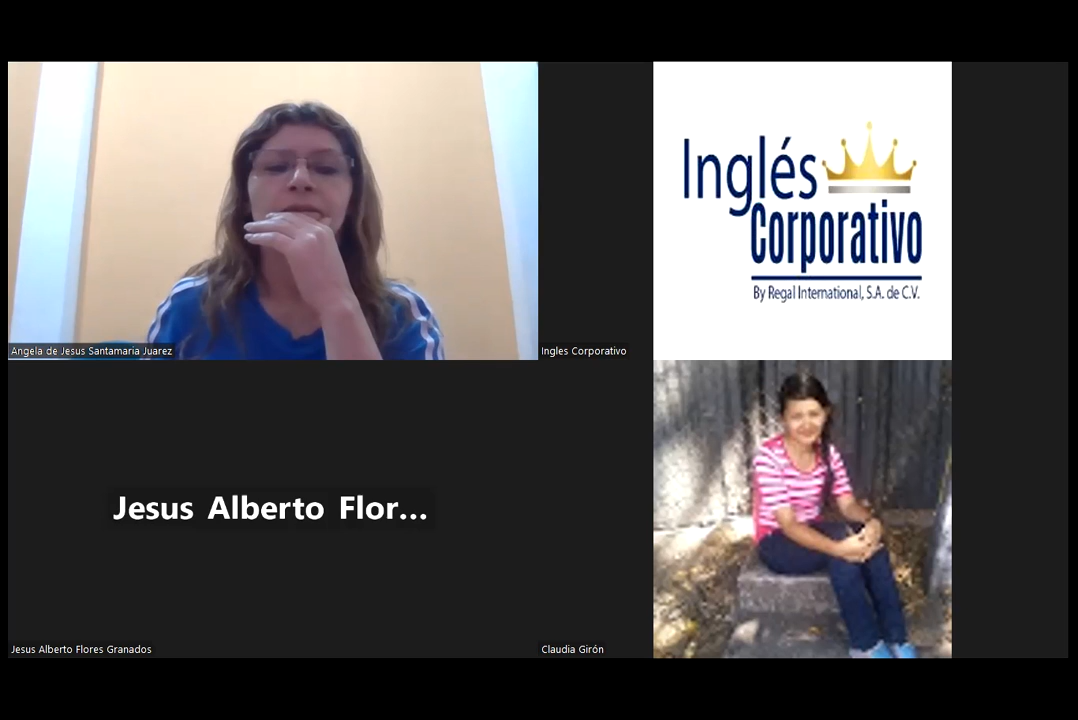 Inglés
Corporativo
By Regal International, S.A. de C.V.
Angela de Jesus Santamaria Juarez
Ingles Corporativo
Jesus Alberto Flor...
Jesus Alberto Flores Granados
Claudia Girón